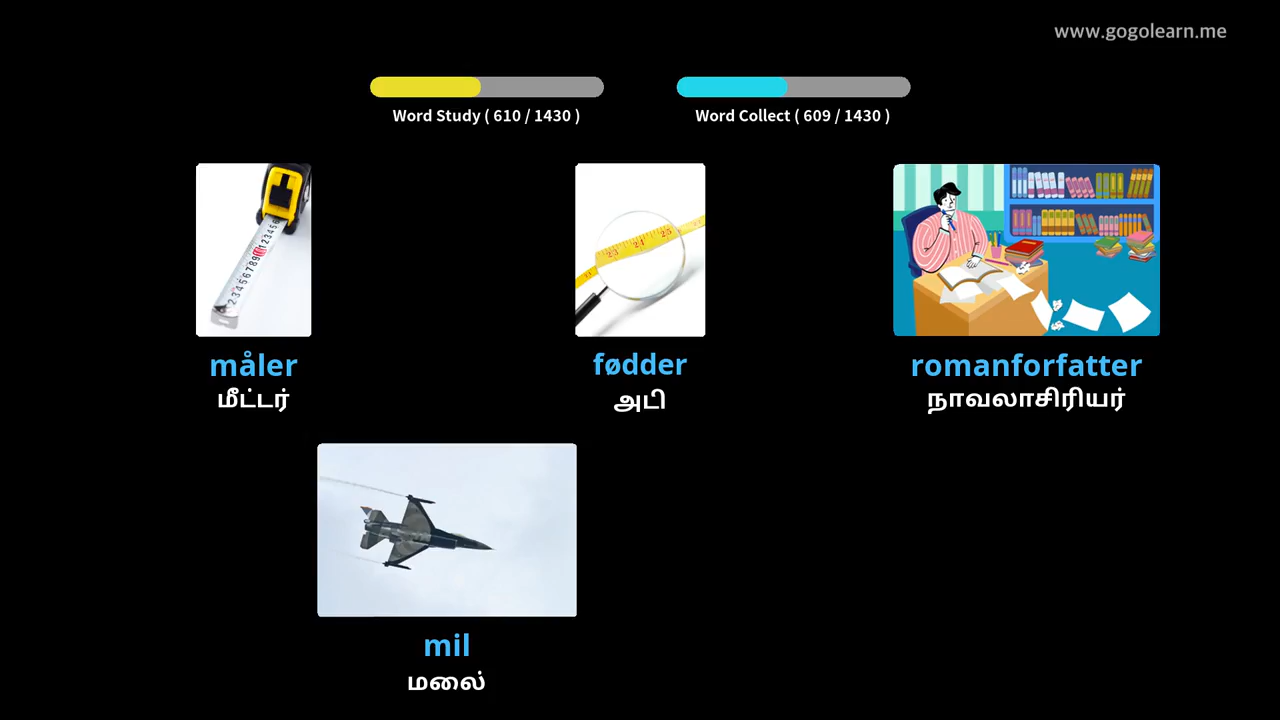 www.gogolearn.me
Word Study ( 610 / 1430 )
Word Collect ( 609 / 1430 )
måler
fødder
romanforfatter
மீட்டர்
அபி
நாவலாசிரியர்
mil
மலை்